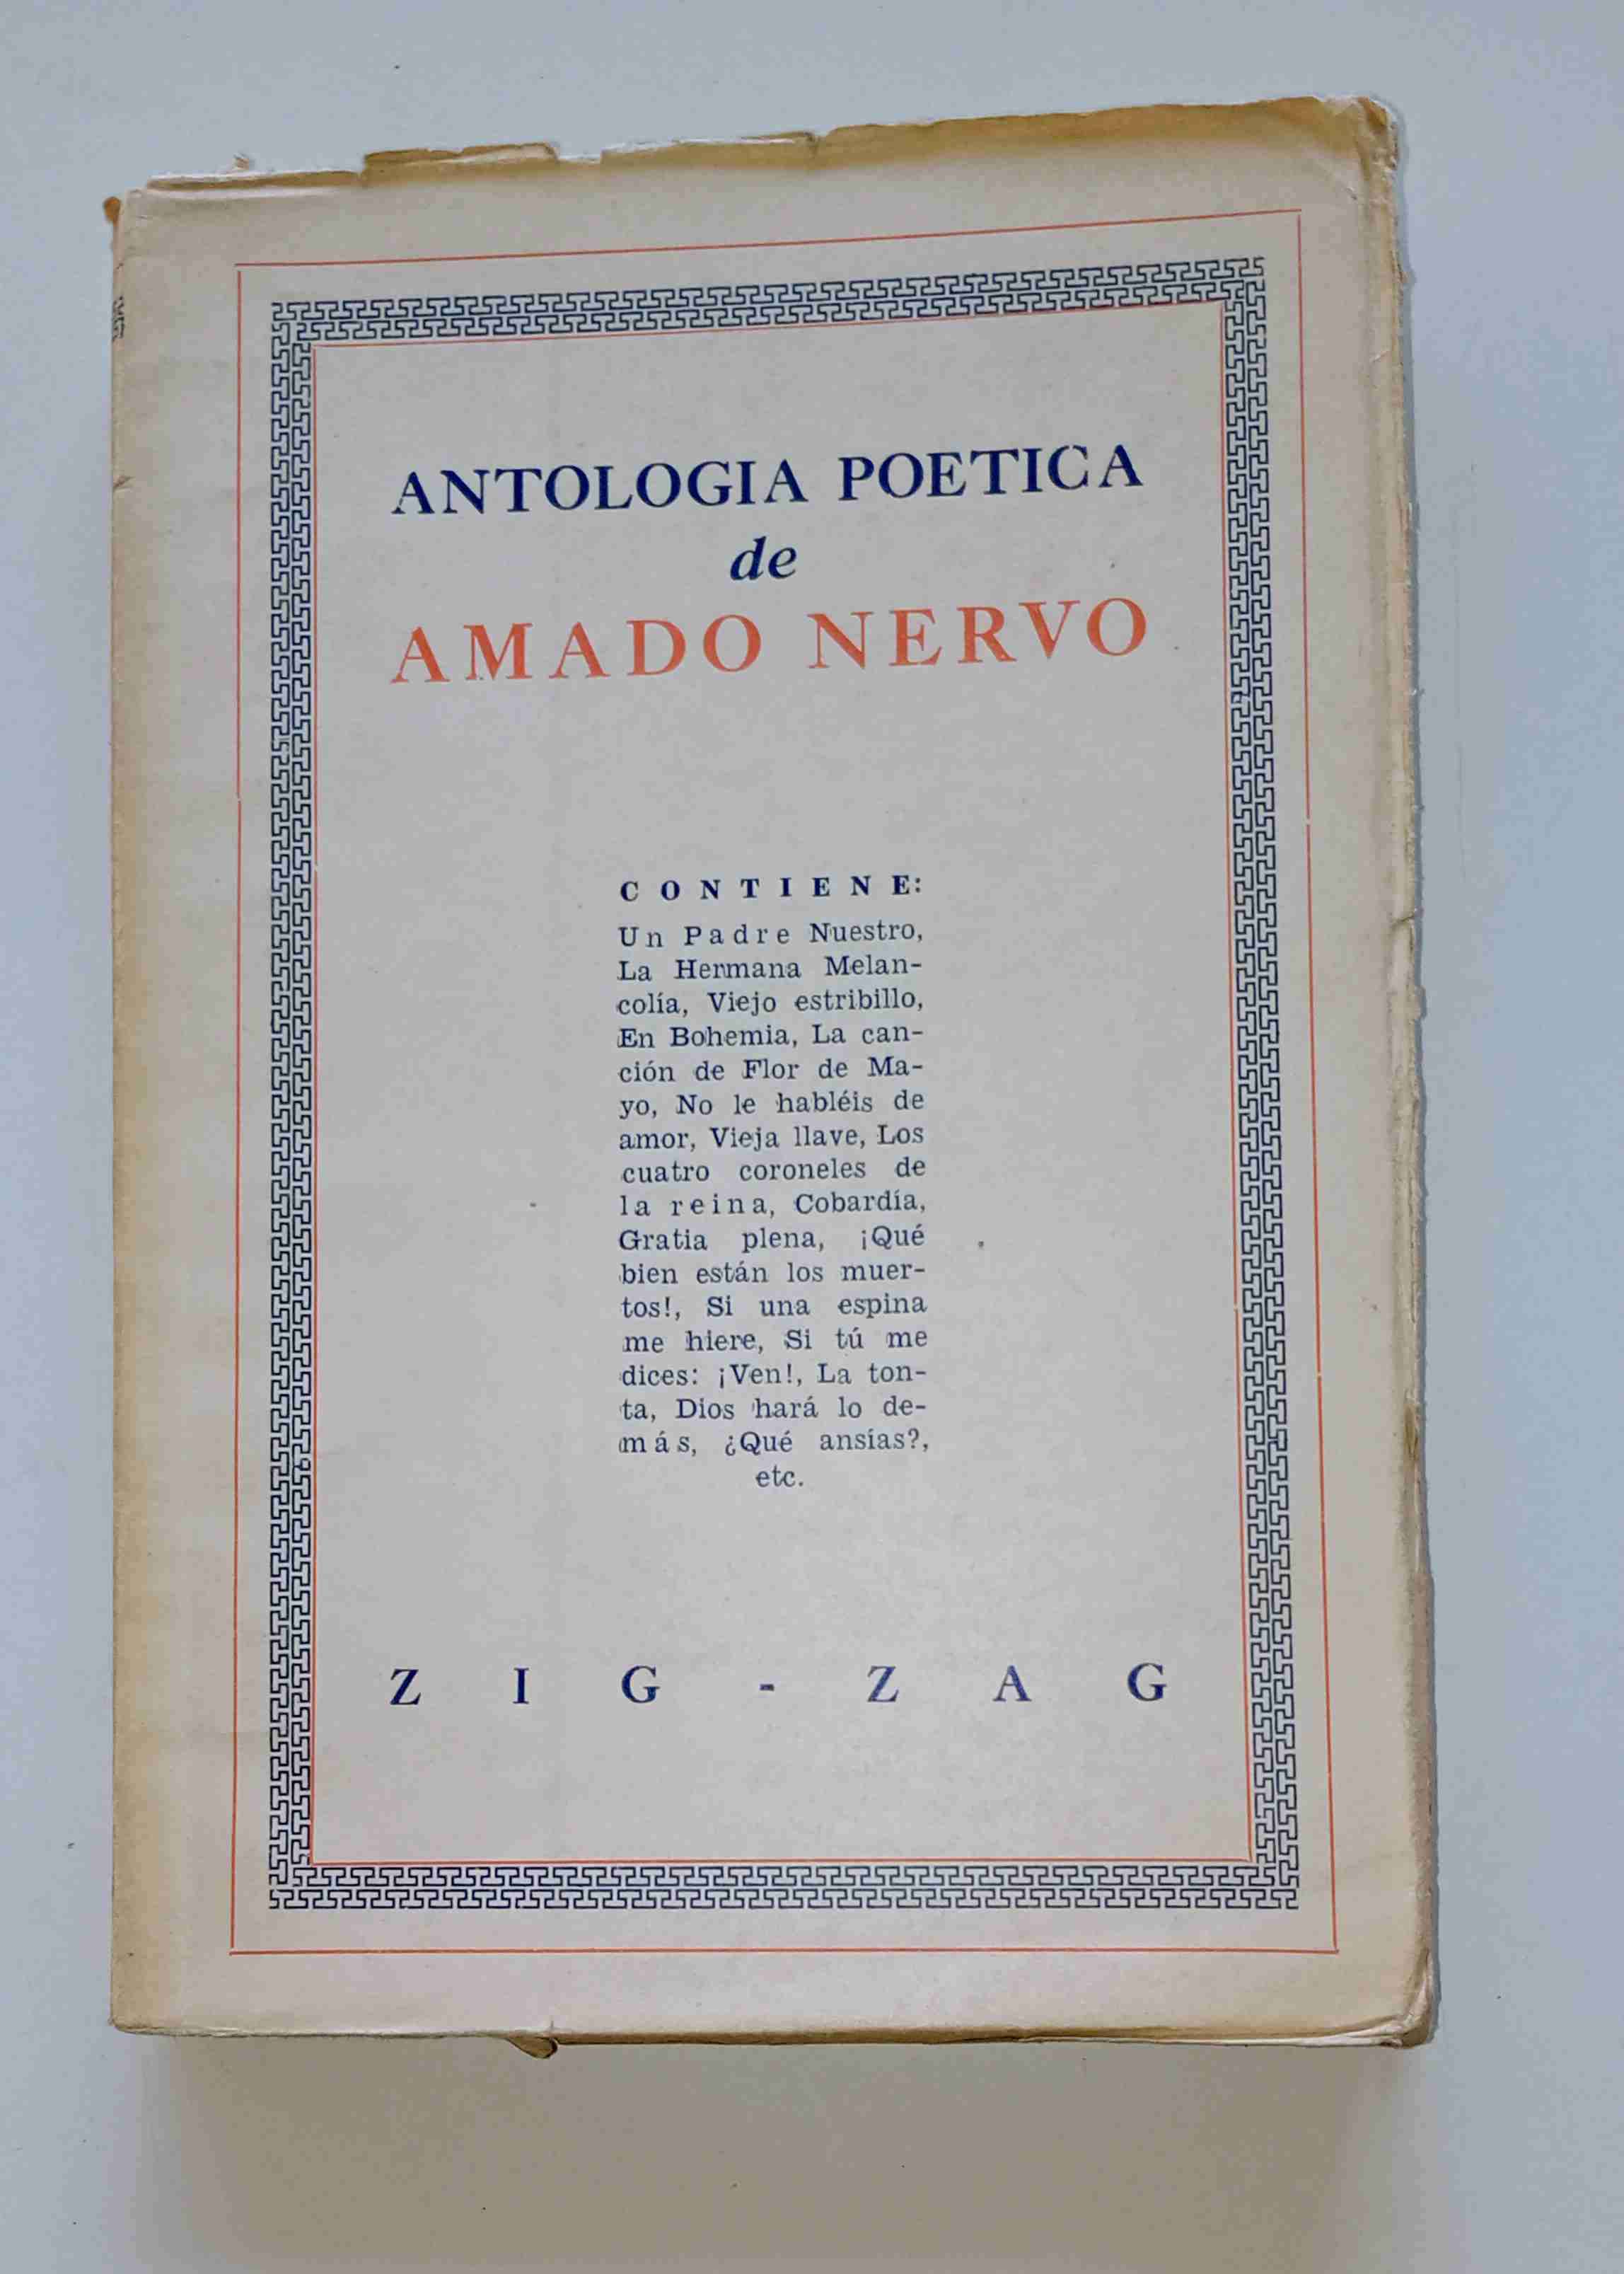 ANTOLOGIA POETICA
de
AMADO NERVO
CONTIENE:
Un Padre Nuestro,
La Hermana Melan-
colía, Viejo estribillo,
En Bohemia, La can-
ción de Flor de Ma-
yo, No le habléis de
amor, Vieja llave, Los
cuatro coroneles de
la reina, Cobardía,
Gratia plena, ¡Qué
bien están los muer-
tos!, Si una espina
me hiere, Si tú me
dices: ¡Ven!, La ton-
ta, Dios hará lo de-
más, ¿Qué ansías?,
etc.
ZIG-ZAG